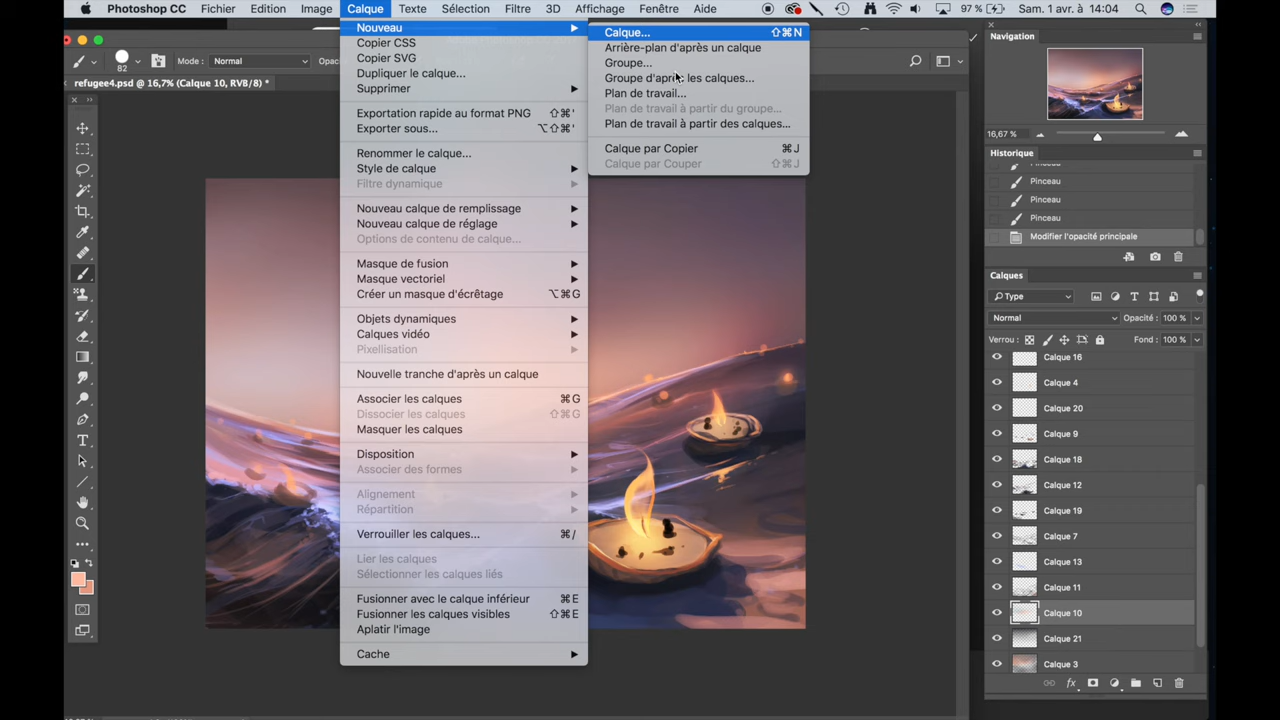 Photoshop CC Fichier Edition Image Calque Texte Sélection Filtre 3D Affichage Fenêtre Aide 97 % Sam. 1 avr. à 14:04
82 Mode : Normal Opa
refugee4.psd @ 16,7% (Calque 10, RVB/8) *
Nouveau
Copier CSS
Copier SVG
Dupliquer le calque...
Supprimer
Exportation rapide au format PNG ⇧⌘'
Exporter sous... ⌥⇧⌘'
Renommer le calque...
Style de calque
Filtre dynamique
Nouveau calque de remplissage
Nouveau calque de réglage
Options de contenu de calque...
Masque de fusion
Masque vectoriel
Créer un masque d'écrêtage ⌥⌘G
Objets dynamiques
Calques vidéo
Pixellisation
Nouvelle tranche d'après un calque
Associer les calques ⌘G
Dissocier les calques ⇧⌘G
Masquer les calques
Disposition
Associer des formes
Alignement
Répartition
Verrouiller les calques... ⌘/
Lier les calques
Sélectionner les calques liés
Fusionner avec le calque inférieur ⌘E
Fusionner les calques visibles ⇧⌘E
Aplatir l'image
Cache
Calque... ⇧⌘N
Arrière-plan d'après un calque
Groupe...
Groupe d'après les calques...
Plan de travail...
Plan de travail à partir du groupe...
Plan de travail à partir des calques...
Calque par Copier ⌘J
Calque par Couper ⇧⌘J
Navigation
16,67 %
Historique
Pinceau
Pinceau
Pinceau
Pinceau
Modifier l'opacité principale
Calques
Type
Normal Opacité : 100 %
Verrou : Fond : 100 %
Calque 16
Calque 4
Calque 20
Calque 9
Calque 18
Calque 12
Calque 19
Calque 7
Calque 13
Calque 11
Calque 10
Calque 21
Calque 3
fx